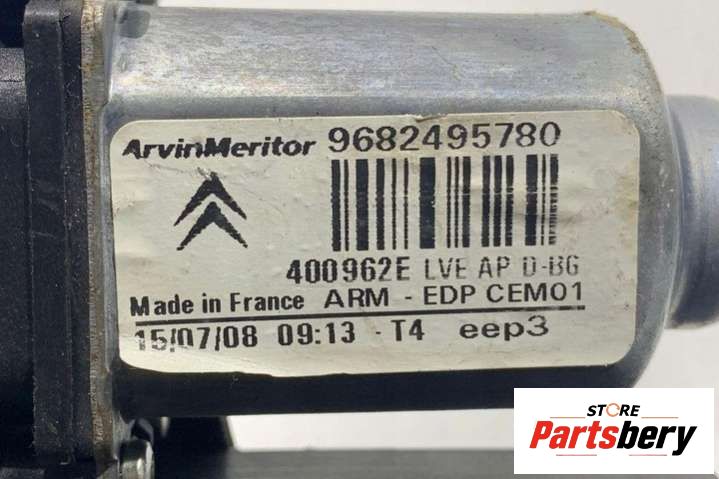 ArvinMeritor 9682495780
400962E LVE AP D-BG
Made in France ARM - EDP CEM01
15/07/08 09:13 - T4 eep3
STORE
Partsbery